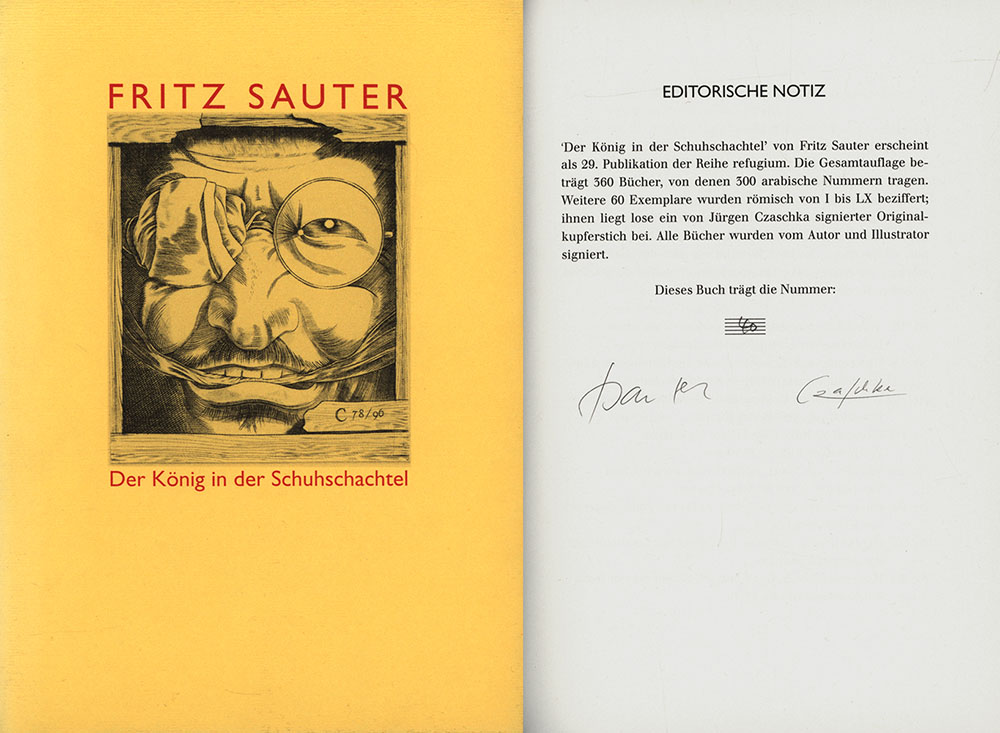 FRITZ SAUTER
C 78/96
Der König in der Schuhschachtel
EDITORISCHE NOTIZ
'Der König in der Schuhschachtel' von Fritz Sauter erscheint
als 29. Publikation der Reihe refugium. Die Gesamtauflage be-
trägt 360 Bücher, von denen 300 arabische Nummern tragen.
Weitere 60 Exemplare wurden römisch von I bis LX beziffert;
ihnen liegt lose ein von Jürgen Czaschka signierter Original-
kupferstich bei. Alle Bücher wurden vom Autor und Illustrator
signiert.
Dieses Buch trägt die Nummer:
40
Sauter Czaschka